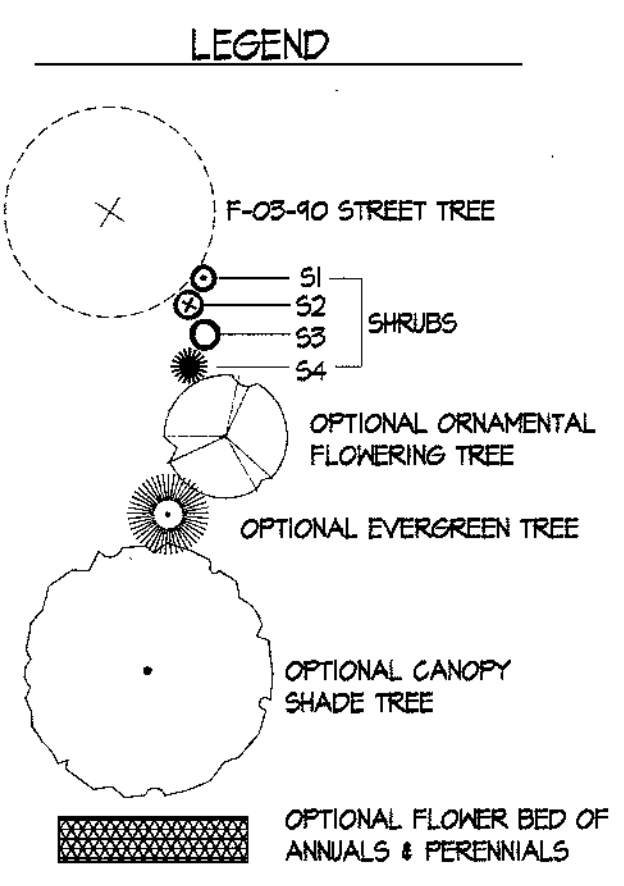 LEGEND
F-03-90 STREET TREE
S1
S2
S3
S4
SHRUBS
OPTIONAL ORNAMENTAL
FLOWERING TREE
OPTIONAL EVERGREEN TREE
OPTIONAL CANOPY
SHADE TREE
OPTIONAL FLOWER BED OF
ANNUALS & PERENNIALS